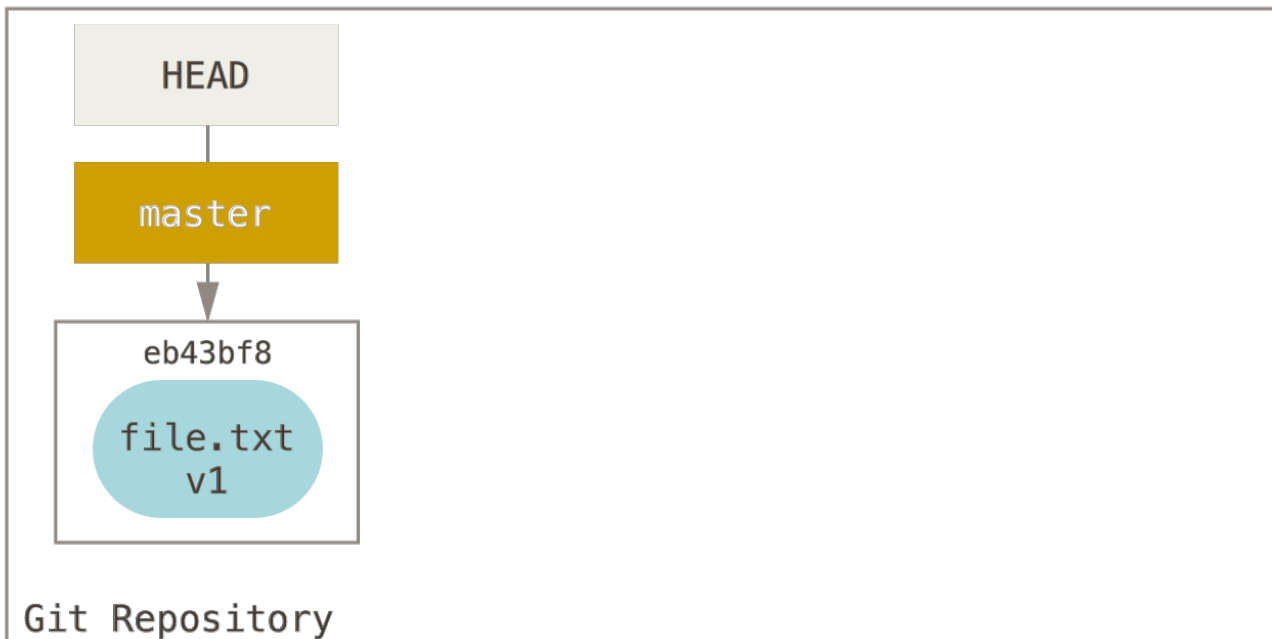 HEAD
master
eb43bf8
file.txt
v1
Git Repository